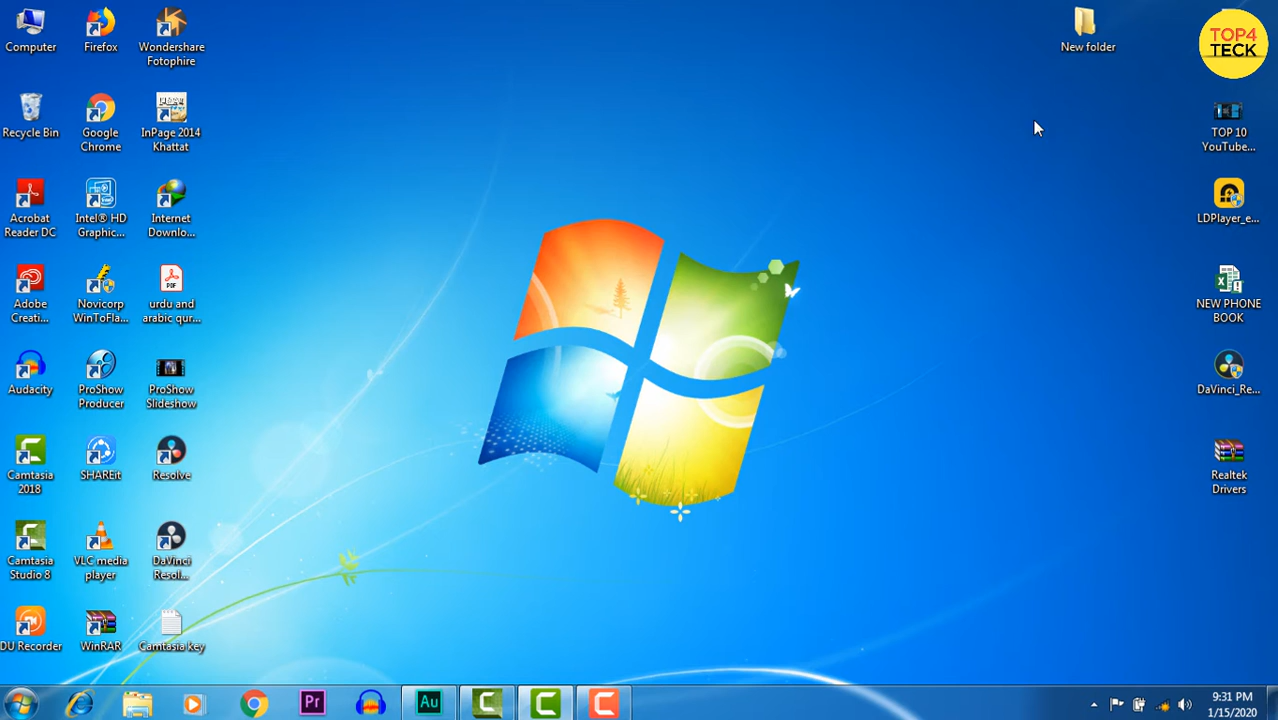 Computer
Firefox
Wondershare
Fotophire
New folder
TOP4
TECK
Recycle Bin
Google
Chrome
InPage 2014
Khattat
TOP 10
YouTube...
Acrobat
Reader DC
Intel® HD
Graphic...
Internet
Downlo...
LDPlayer_e...
Adobe
Creati...
Novicorp
WinToFla...
PDF
urdu and
arabic qur...
NEW PHONE
BOOK
Audacity
ProShow
Producer
ProShow
Slideshow
DaVinci_Re...
Camtasia
2018
SHAREit
Resolve
Realtek
Drivers
Camtasia
Studio 8
VLC media
player
DaVinci
Resol...
DU Recorder
WinRAR
Camtasia key
Pr
Au
9:31 PM
1/15/2020